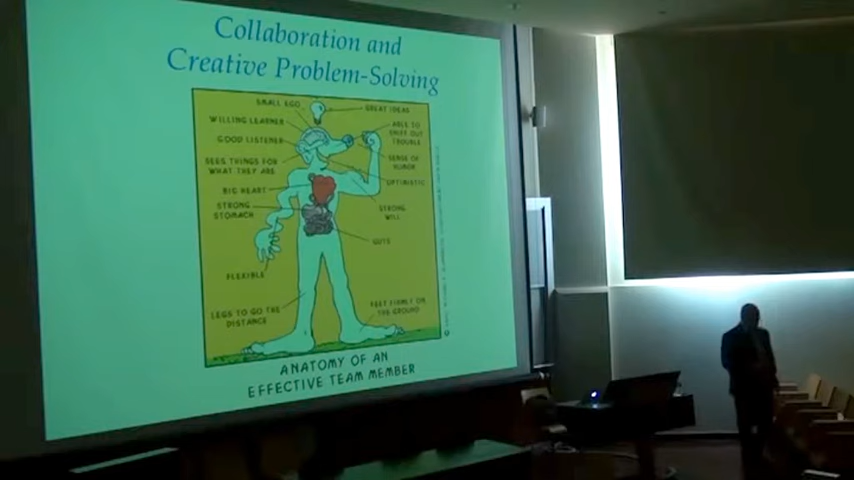 Collaboration and
Creative Problem-Solving
SMALL EGO
GREAT IDEAS
WILLING LEARNER
ABLE TO
SNIFF OUT
TROUBLE
GOOD LISTENER
SEES THINGS FOR
WHAT THEY ARE
SENSE OF
HUMOR
OPTIMISTIC
BIG HEART
STRONG
STOMACH
STRONG
WILL
GUTS
FLEXIBLE
LEGS TO GO THE
DISTANCE
FEET FIRMLY ON
THE GROUND
ANATOMY OF AN
EFFECTIVE TEAM MEMBER